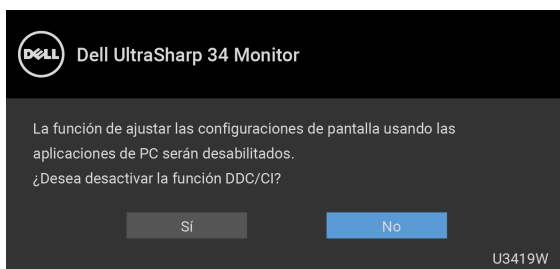 DELL
Dell UltraSharp 34 Monitor
La función de ajustar las configuraciones de pantalla usando las
aplicaciones de PC serán desabilitados.
¿Desea desactivar la función DDC/CI?
Sí
No
U3419W